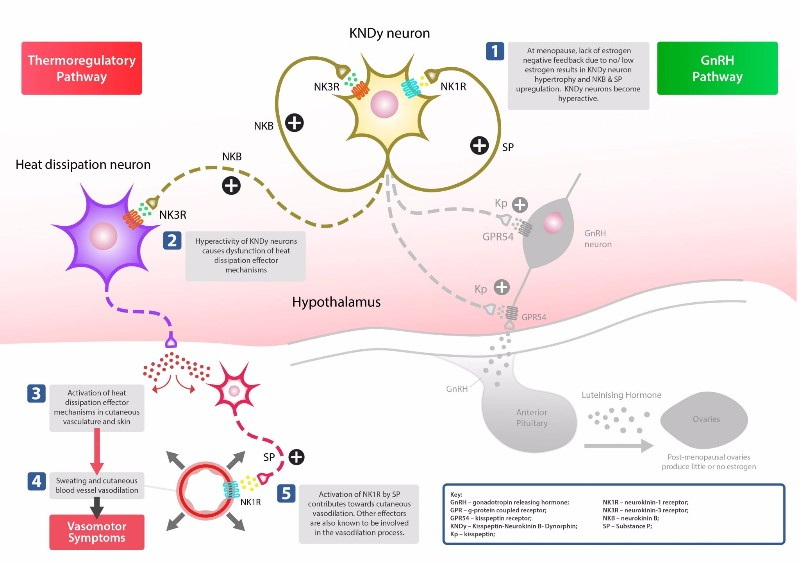 KNDy neuron
Thermoregulatory
Pathway
1
At menopause, lack of estrogen
negative feedback due to no/ low
estrogen results in KNDy neuron
hypertrophy and NKB & SP
upregulation. KNDy neurons become
hyperactive.
GnRH
Pathway
NK3R
NK1R
NKB
SP
Heat dissipation neuron
NKB
NK3R
2
Hyperactivity of KNDy neurons
causes dysfunction of heat
dissipation effector
mechanisms
Kp
GPR54
GnRH
neuron
Kp
GPR54
Hypothalamus
3
Activation of heat
dissipation effector
mechanisms in cutaneous
vasculature and skin
GnRH
Anterior
Pituitary
Luteinising Hormone
Ovaries
Post-menopausal ovaries
produce little or no estrogen
4
Sweating and cutaneous
blood vessel vasodilation
Vasomotor
Symptoms
SP
NK1R
5
Activation of NK1R by SP
contributes towards cutaneous
vasodilation. Other effectors
are also known to be involved
in the vasodilation process.
Key:
GnRH – gonadotropin releasing hormone;
GPR – g-protein coupled receptor;
GPR54 – kisspeptin receptor;
KNDy – Kisspeptin-Neurokinin B- Dynorphin;
Kp – kisspeptin;
NK1R – neurokinin-1 receptor;
NK3R – neurokinin-3 receptor;
NKB – neurokinin B;
SP – Substance P;